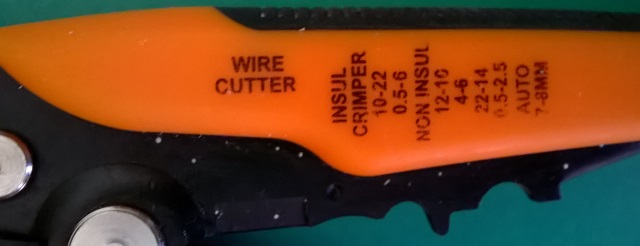 WIRE
CUTTER
INSUL
CRIMPER
10-22
0.5-6
NON INSUL
12-10
4-6
22-14
0.5-2.5
AUTO
7-8MM